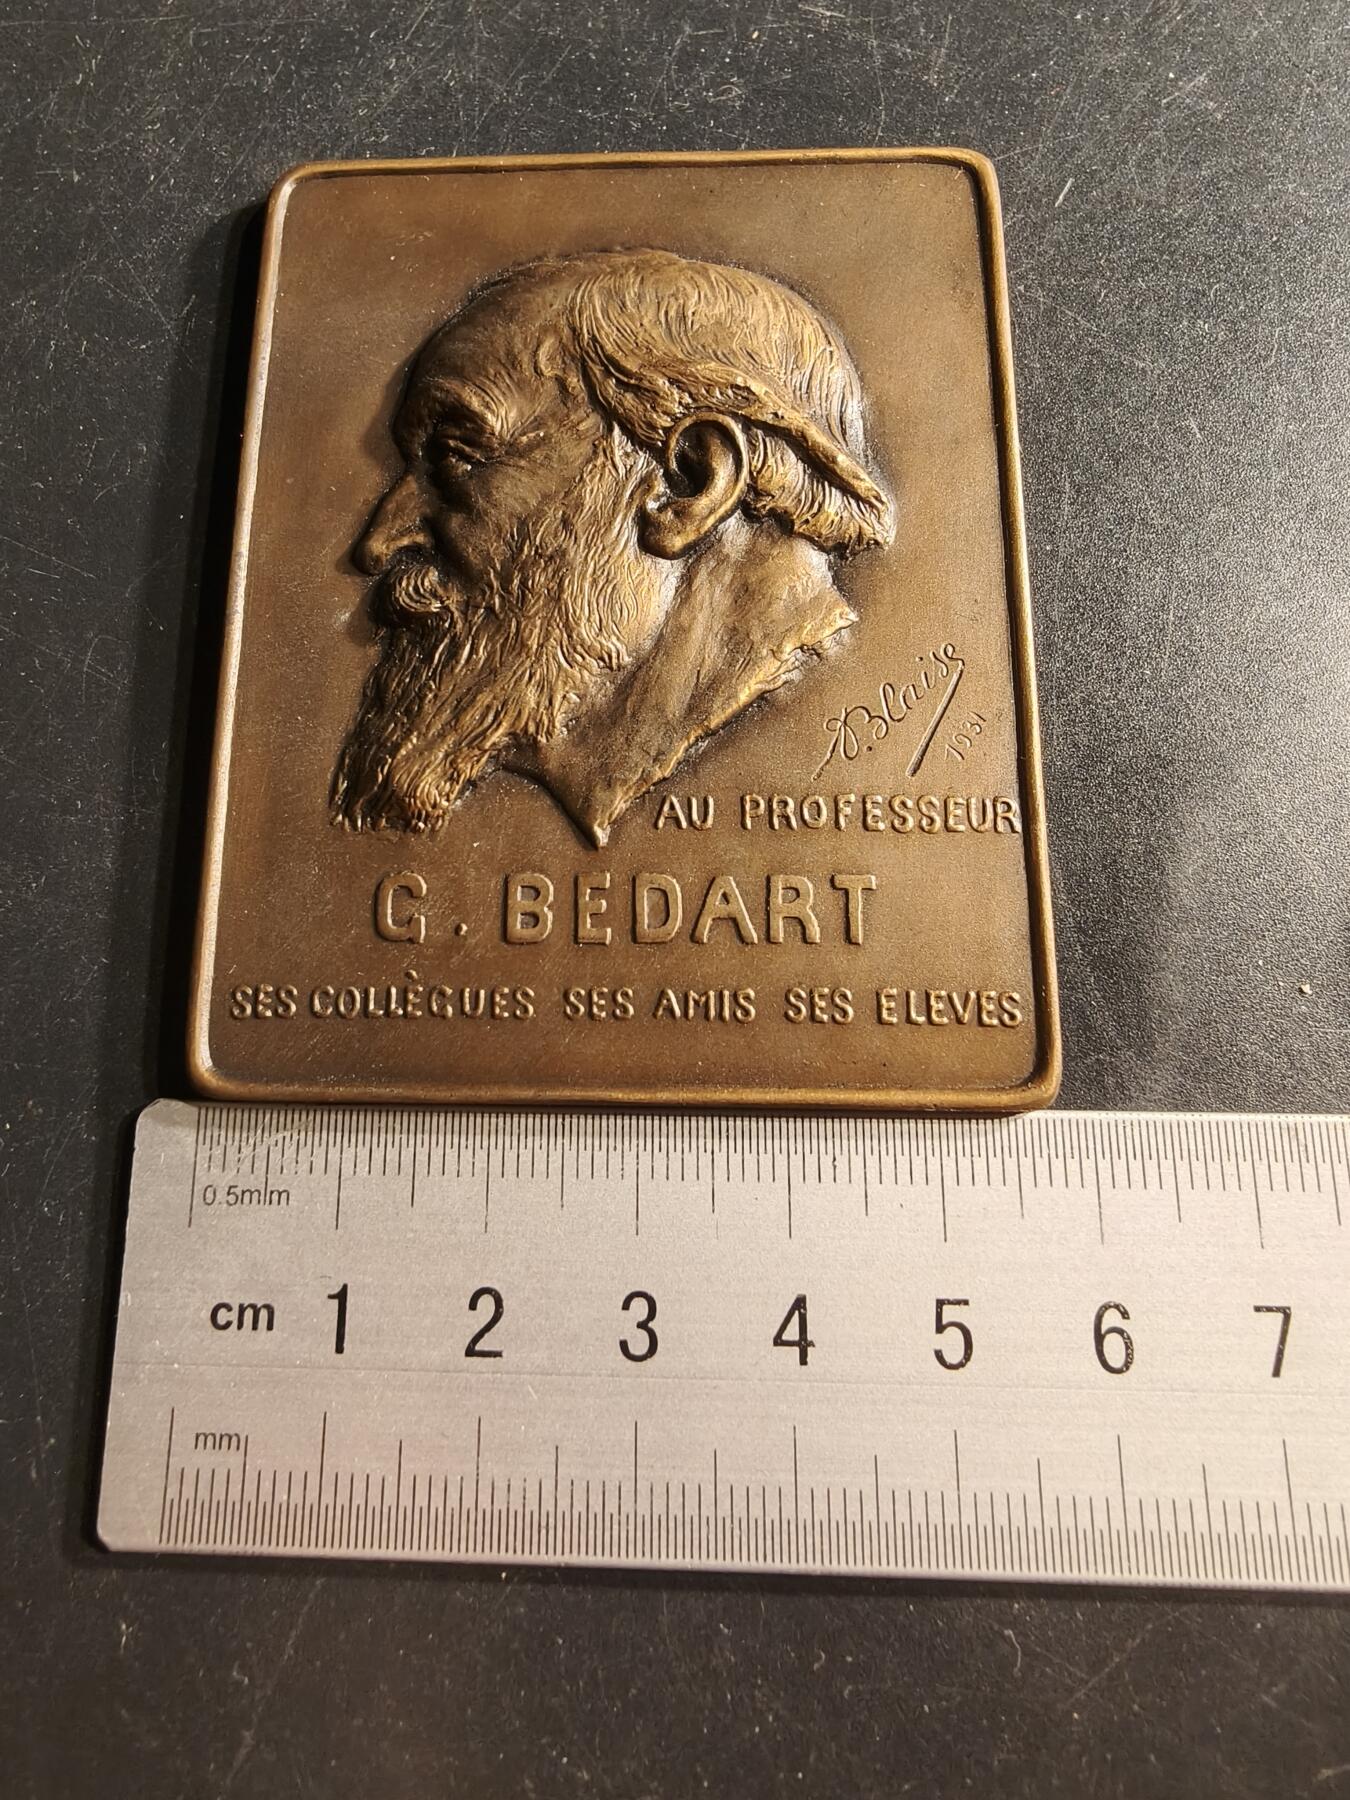 A. Blaise
1931
AU PROFESSEUR
G. BEDART
SES COLLÈGUES SES AMIS SES ELEVES
0.5mm
cm 1 2 3 4 5 6 7
mm